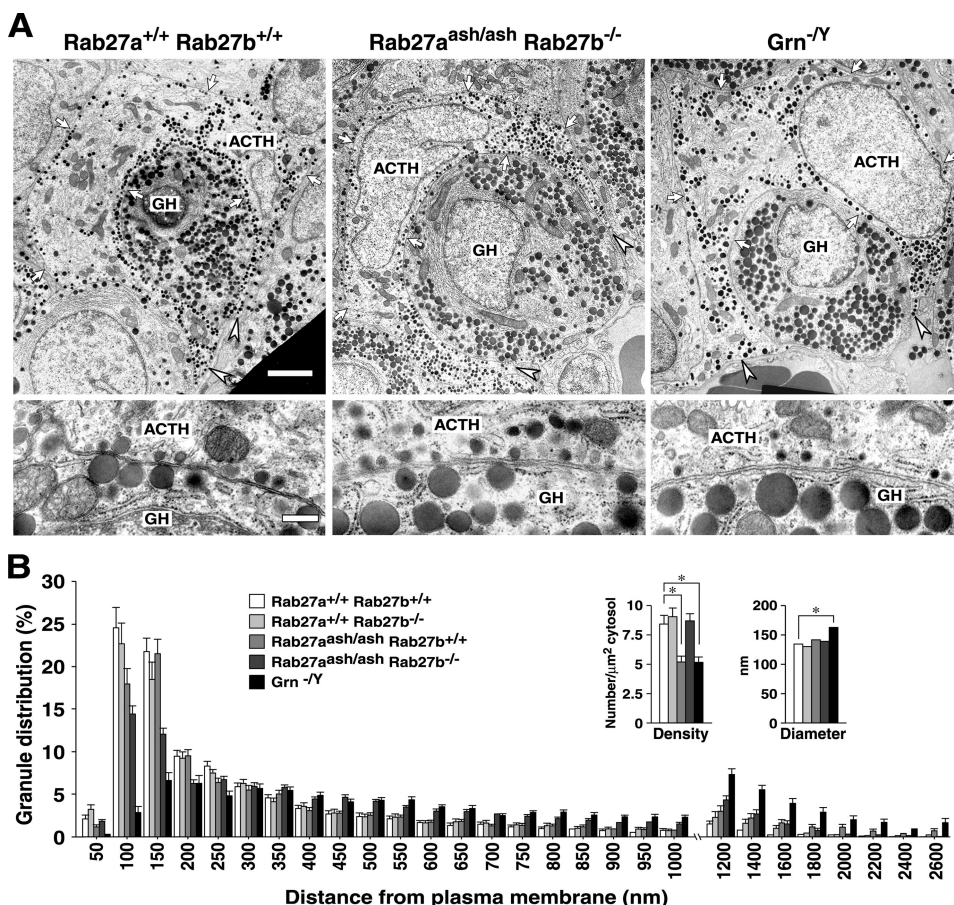 A
Rab27a+/+ Rab27b+/+
Rab27aash/ash Rab27b-/-
Grn-/Y
ACTH
GH
ACTH
GH
ACTH
GH
ACTH
GH
ACTH
GH
ACTH
GH
B
Granule distribution (%)
30
25
20
15
10
5
0
Rab27a+/+ Rab27b+/+
Rab27a+/+ Rab27b-/-
Rab27aash/ash Rab27b+/+
Rab27aash/ash Rab27b-/-
Grn -/Y
Number/μm2 cytosol
10
7.5
5
2.5
0
* *
Density
nm
200
150
100
50
0
*
Diameter
50 100 150 200 250 300 350 400 450 500 550 600 650 700 750 800 850 900 950 1000 1200 1400 1600 1800 2000 2200 2400 2600
Distance from plasma membrane (nm)